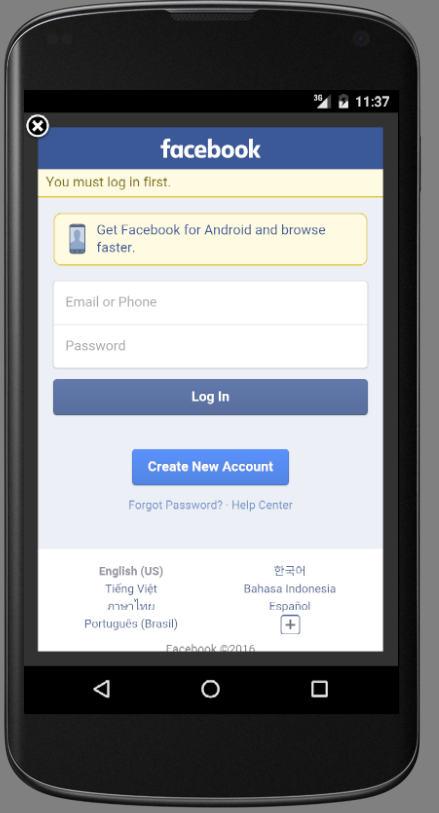 3G 11:37
facebook
You must log in first.
Get Facebook for Android and browse
faster.
Email or Phone
Password
Log In
Create New Account
Forgot Password? · Help Center
English (US) 한국어
Tiếng Việt Bahasa Indonesia
ภาษาไทย Español
Português (Brasil)
Facebook ©2016